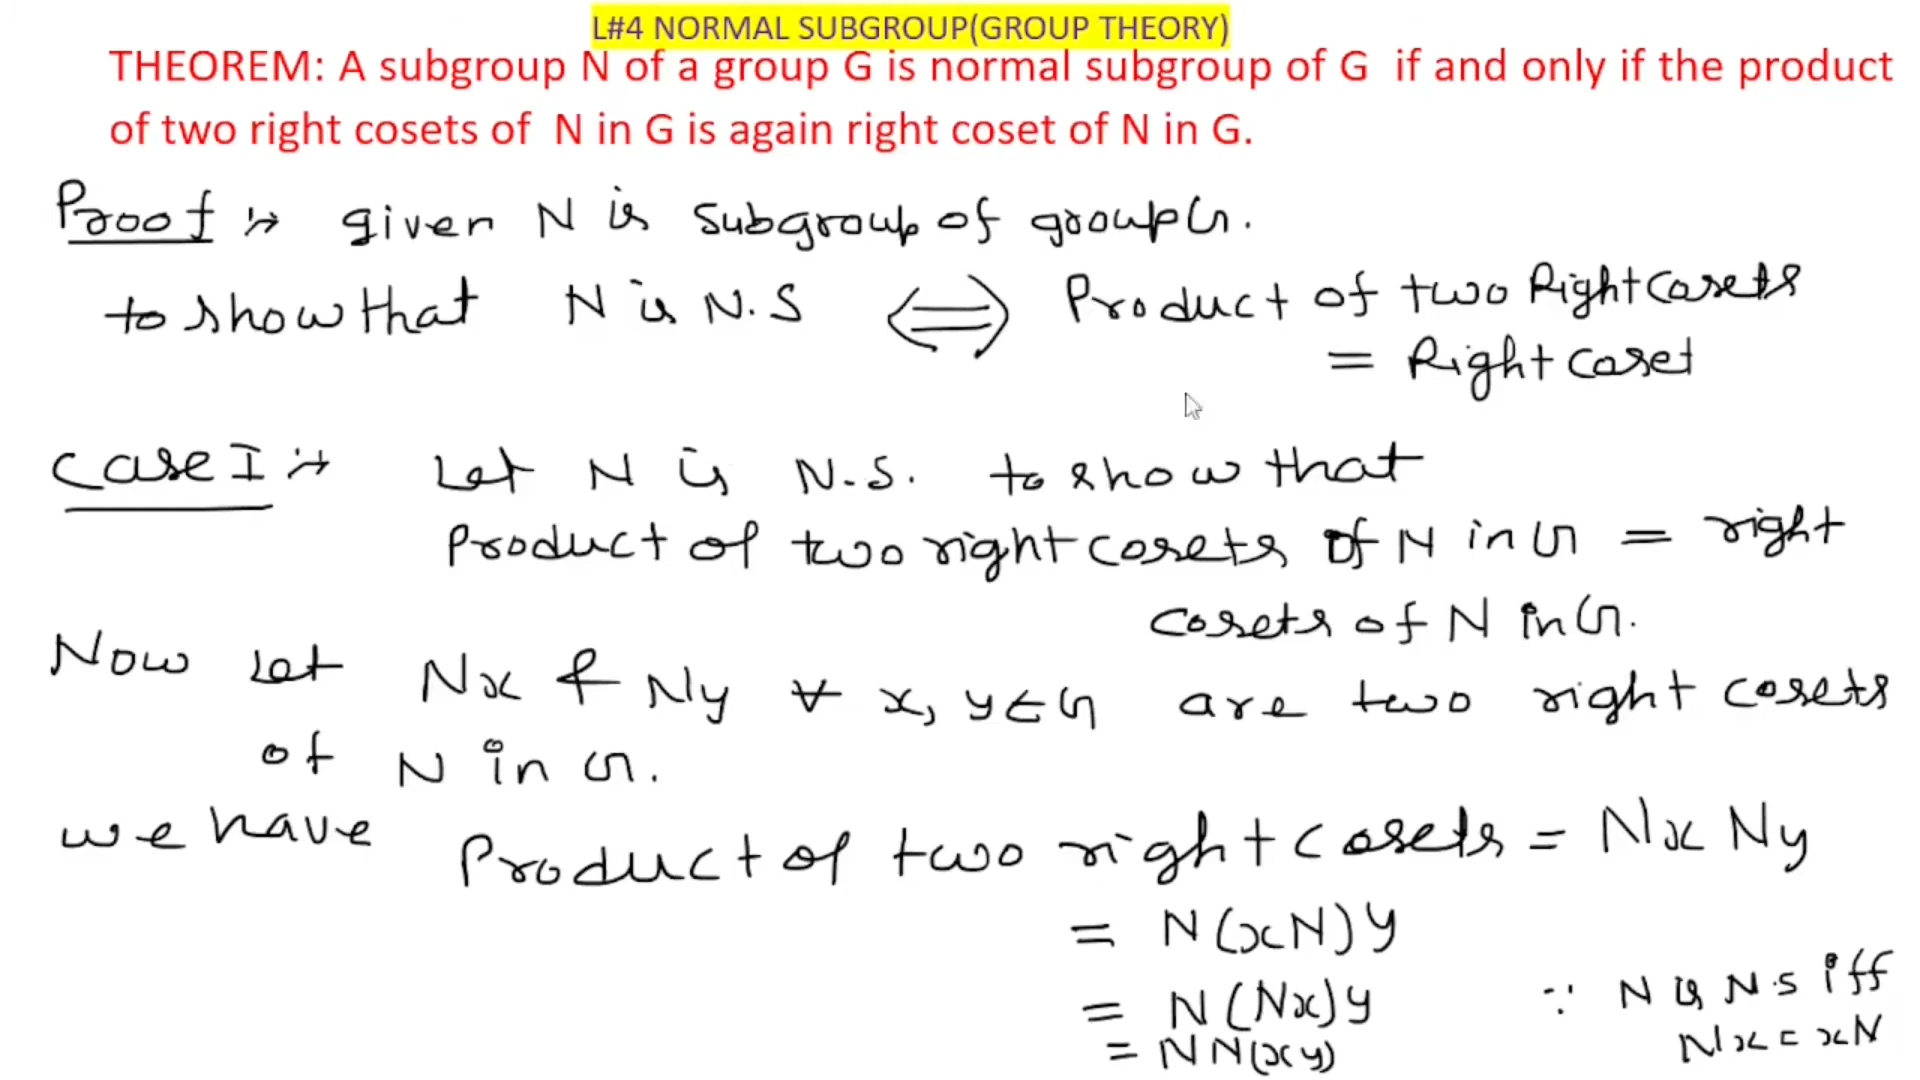 L#4 NORMAL SUBGROUP(GROUP THEORY)
THEOREM: A subgroup N of a group G is normal subgroup of G if and only if the product
of two right cosets of N in G is again right coset of N in G.
Proof :→ given N is subgroup of group G.
to show that N is N.S ⟺ Product of two Right Cosets
= Right Coset
Case I :→ Let N is N.S. to show that
Product of two right cosets of N in G = right
cosets of N in G.
Now Let Nx & Ny ∀ x, y ∈ G are two right cosets
of N in G.
we have Product of two right cosets = Nx Ny
= N(xN)y
= N(Nx)y ∵ N is N.S iff
= NN(xy) Nx = xN